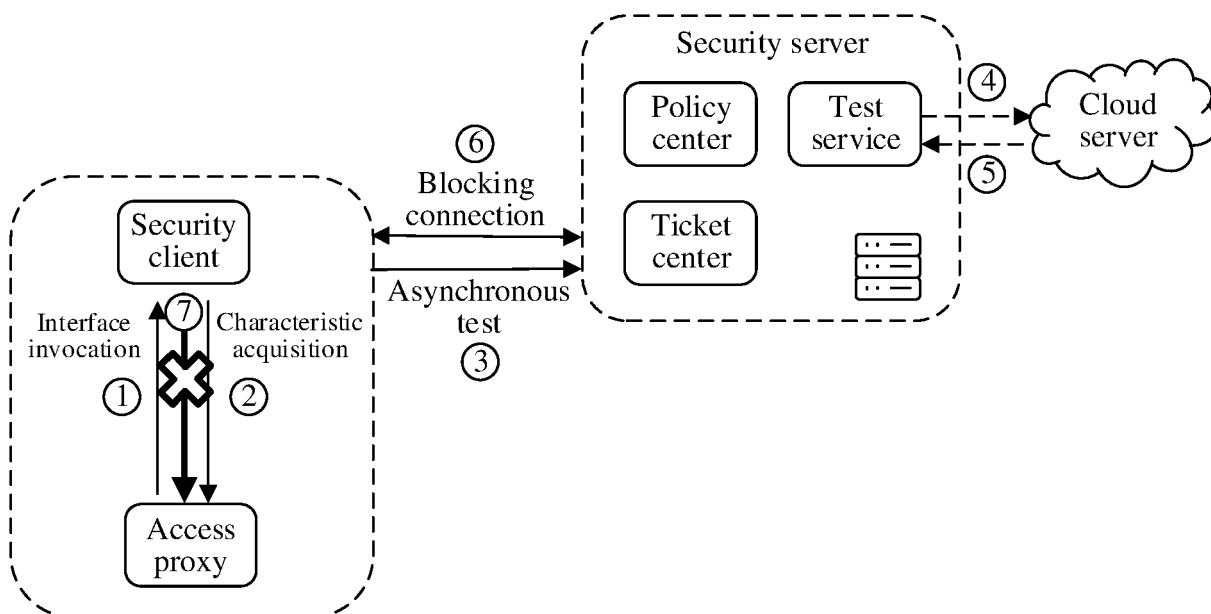 Security server
Policy
center
Test
service
④
Cloud
server
⑤
Ticket
center
⑥
Blocking
connection
Asynchronous
test
③
Security
client
⑦
Interface
invocation
①
Characteristic
acquisition
②
Access
proxy